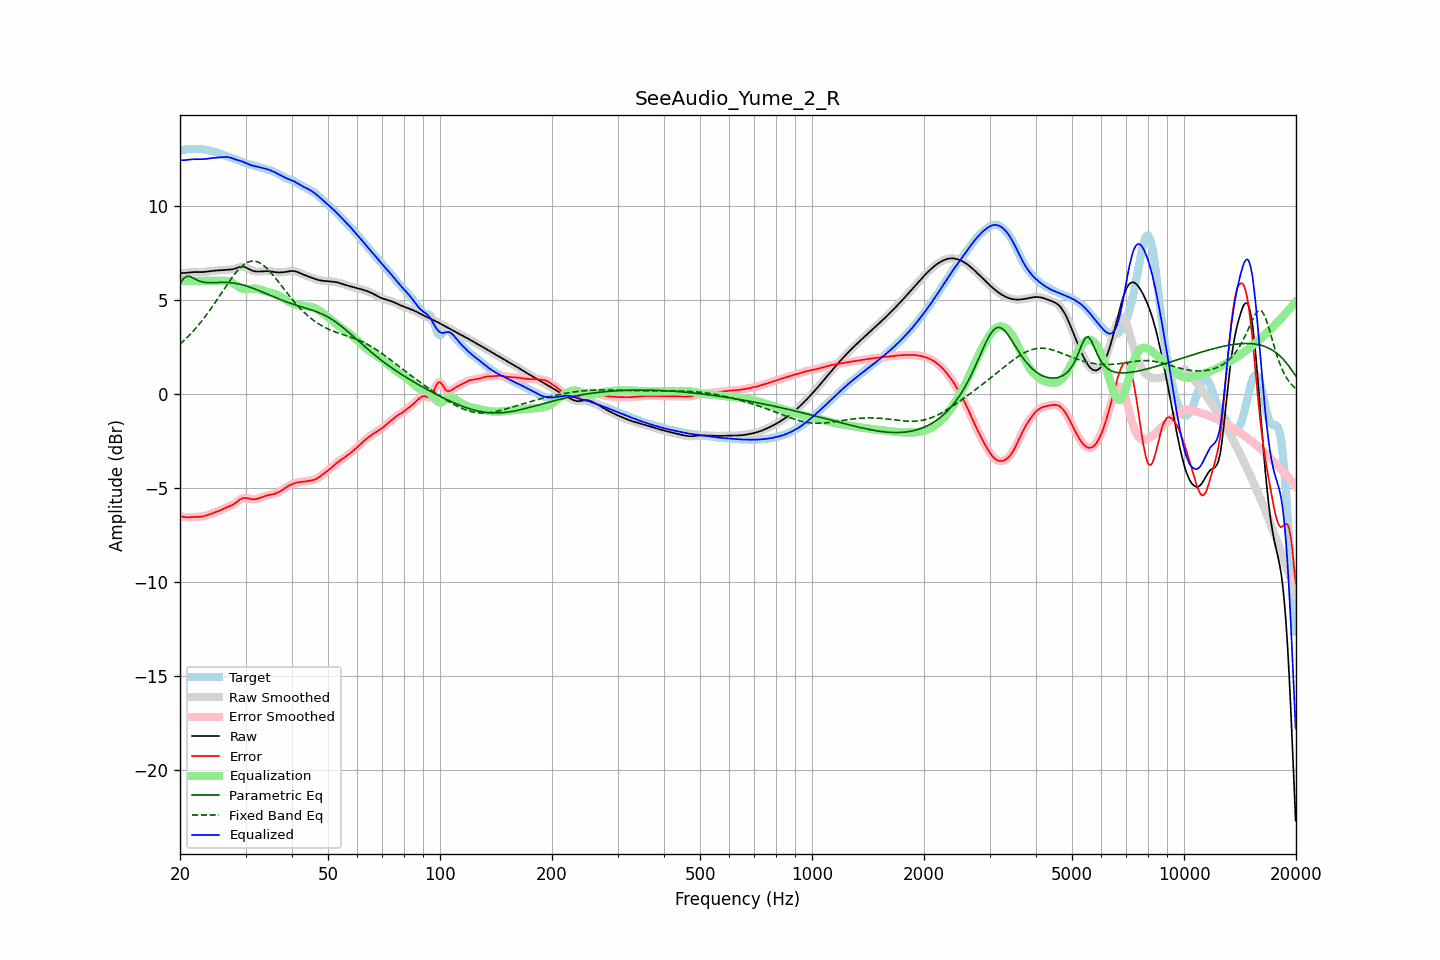 SeeAudio_Yume_2_R
Amplitude (dBr)
10
5
0
−5
−10
−15
−20
Target
Raw Smoothed
Error Smoothed
Raw
Error
Equalization
Parametric Eq
Fixed Band Eq
Equalized
20 50 100 200 500 1000 2000 5000 10000 20000
Frequency (Hz)